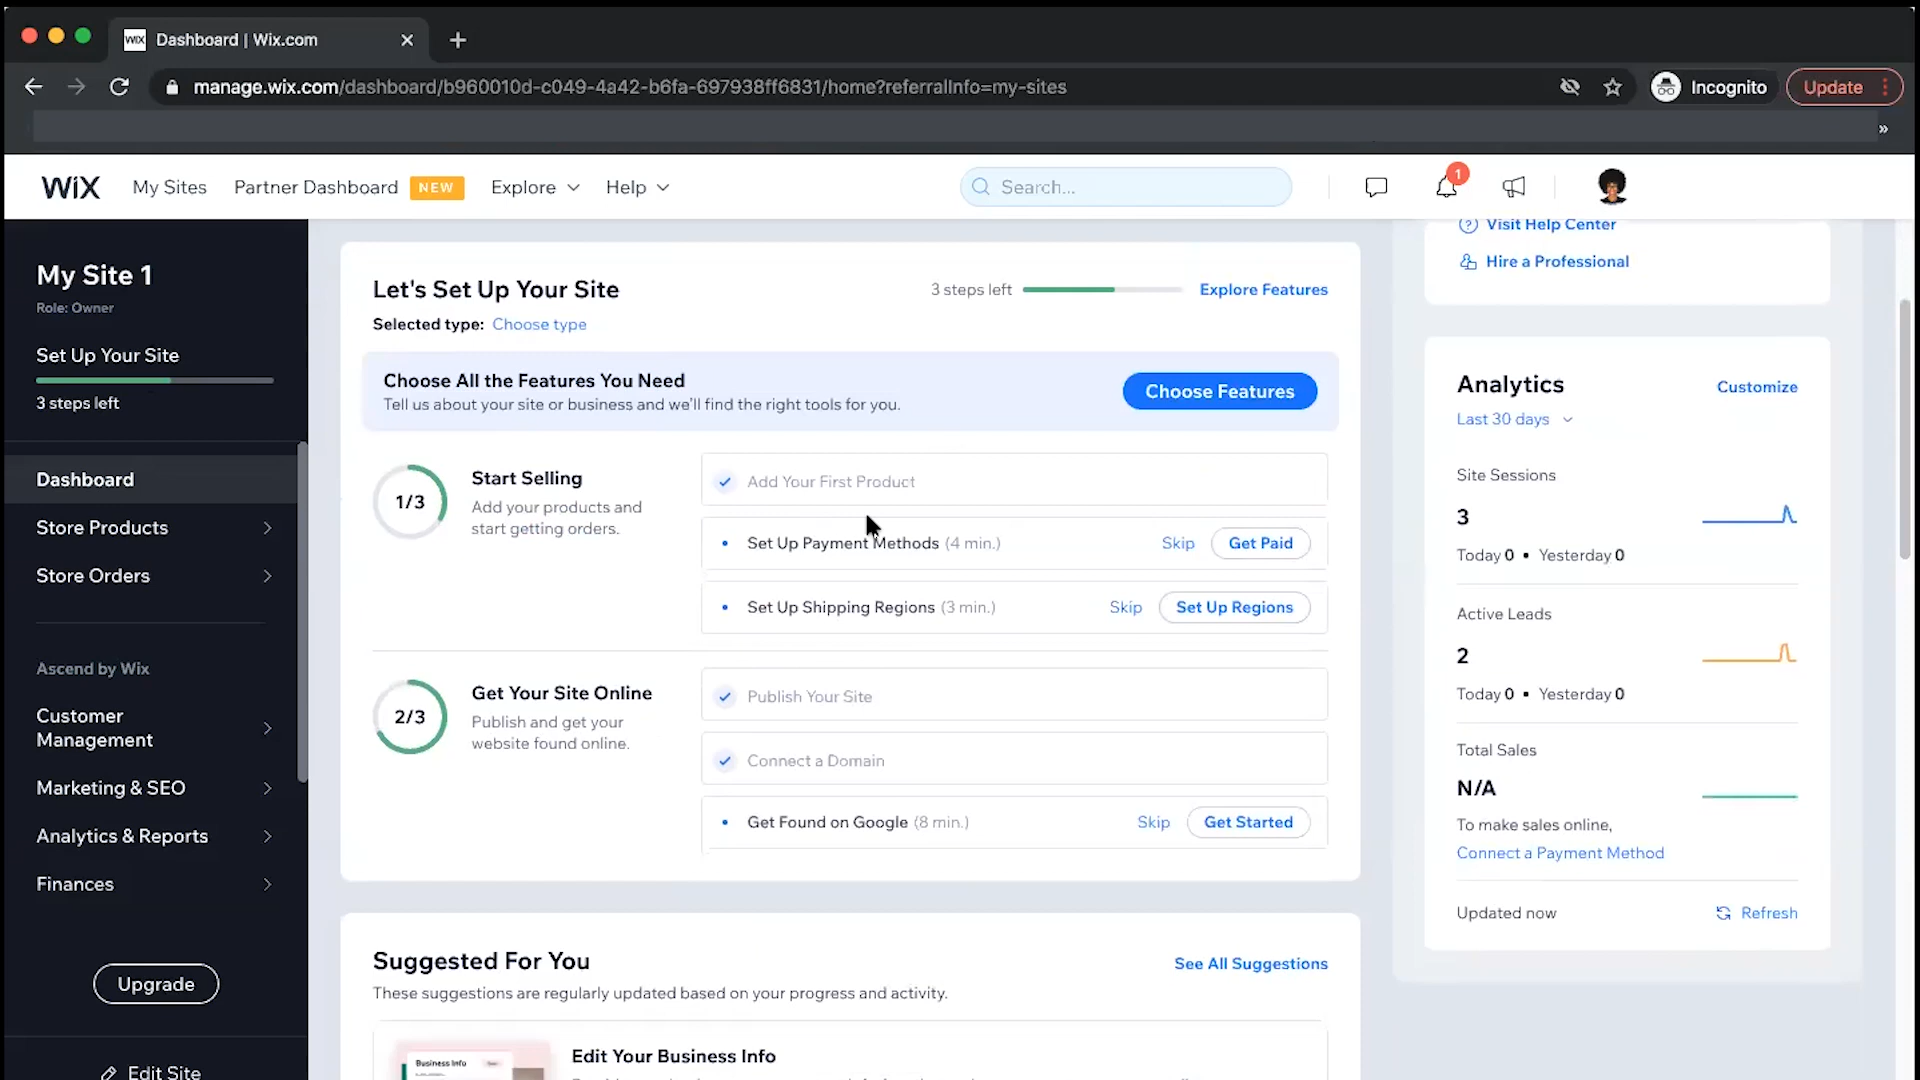 WiX Dashboard | Wix.com
manage.wix.com/dashboard/b960010d-c049-4a42-b6fa-697938ff6831/home?referralInfo=my-sites
Incognito
Update
»
WiX
My Sites
Partner Dashboard NEW
Explore
Help
Search...
1
My Site 1
Role: Owner
Set Up Your Site
3 steps left
Dashboard
Store Products
Store Orders
Ascend by Wix
Customer
Management
Marketing & SEO
Analytics & Reports
Finances
Upgrade
Edit Site
Let's Set Up Your Site
3 steps left
Explore Features
Selected type: Choose type
Choose All the Features You Need
Tell us about your site or business and we'll find the right tools for you.
Choose Features
1/3
Start Selling
Add your products and
start getting orders.
Add Your First Product
Set Up Payment Methods (4 min.)
Skip
Get Paid
Set Up Shipping Regions (3 min.)
Skip
Set Up Regions
2/3
Get Your Site Online
Publish and get your
website found online.
Publish Your Site
Connect a Domain
Get Found on Google (8 min.)
Skip
Get Started
Suggested For You
See All Suggestions
These suggestions are regularly updated based on your progress and activity.
Business Info
Edit Your Business Info
Visit Help Center
Hire a Professional
Analytics
Customize
Last 30 days
Site Sessions
3
Today 0 • Yesterday 0
Active Leads
2
Today 0 • Yesterday 0
Total Sales
N/A
To make sales online,
Connect a Payment Method
Updated now
Refresh